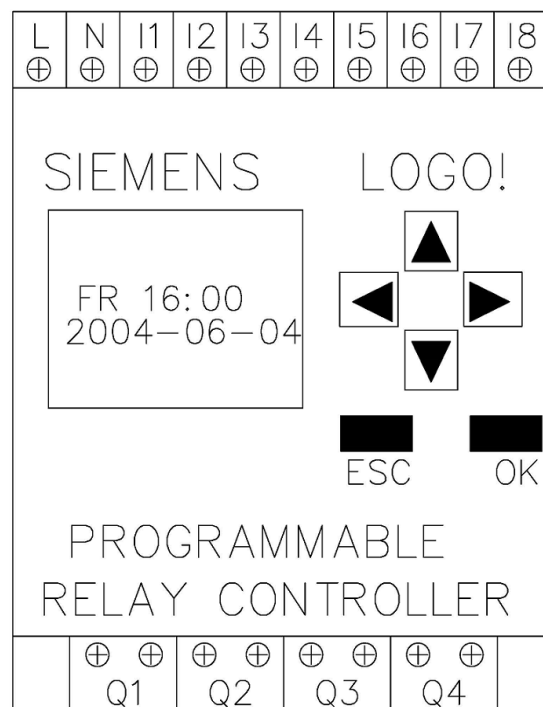 L N I1 I2 I3 I4 I5 I6 I7 I8
SIEMENS LOGO!
FR 16:00
2004-06-04
ESC OK
PROGRAMMABLE
RELAY CONTROLLER
Q1 Q2 Q3 Q4